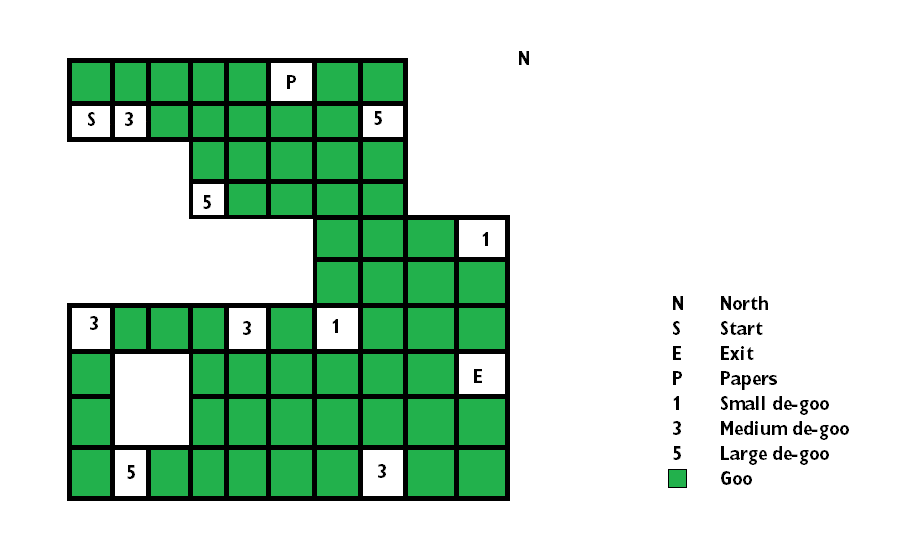 N
P
S 3 5
5
1
3 3 1
E
5 3
N North
S Start
E Exit
P Papers
1 Small de-goo
3 Medium de-goo
5 Large de-goo
Goo